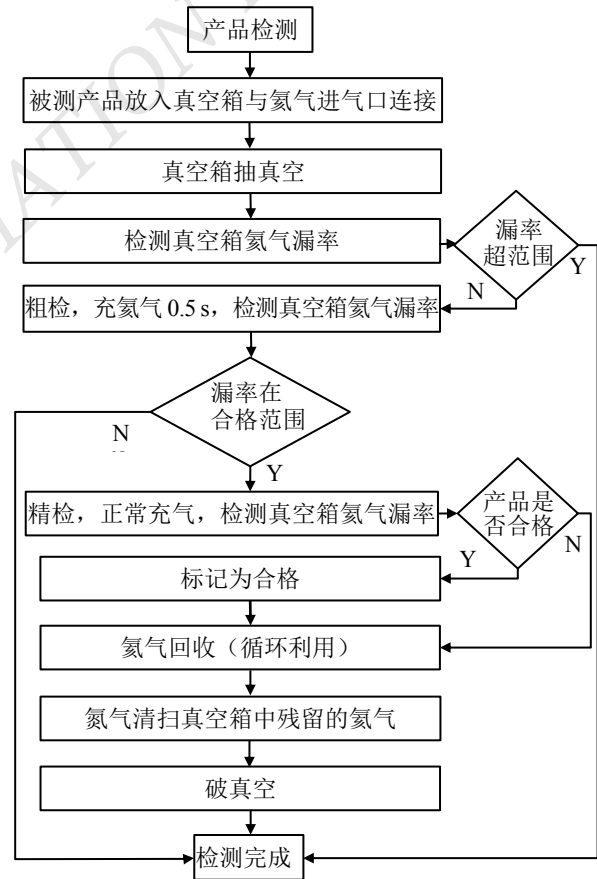 MATION
产品检测
被测产品放入真空箱与氦气进气口连接
真空箱抽真空
检测真空箱氦气漏率
漏率
超范围
Y
N
粗检，充氦气 0.5 s，检测真空箱氦气漏率
漏率在
合格范围
N
Y
精检，正常充气，检测真空箱氦气漏率
产品是
否合格
N
Y
标记为合格
氦气回收（循环利用）
氮气清扫真空箱中残留的氦气
破真空
检测完成